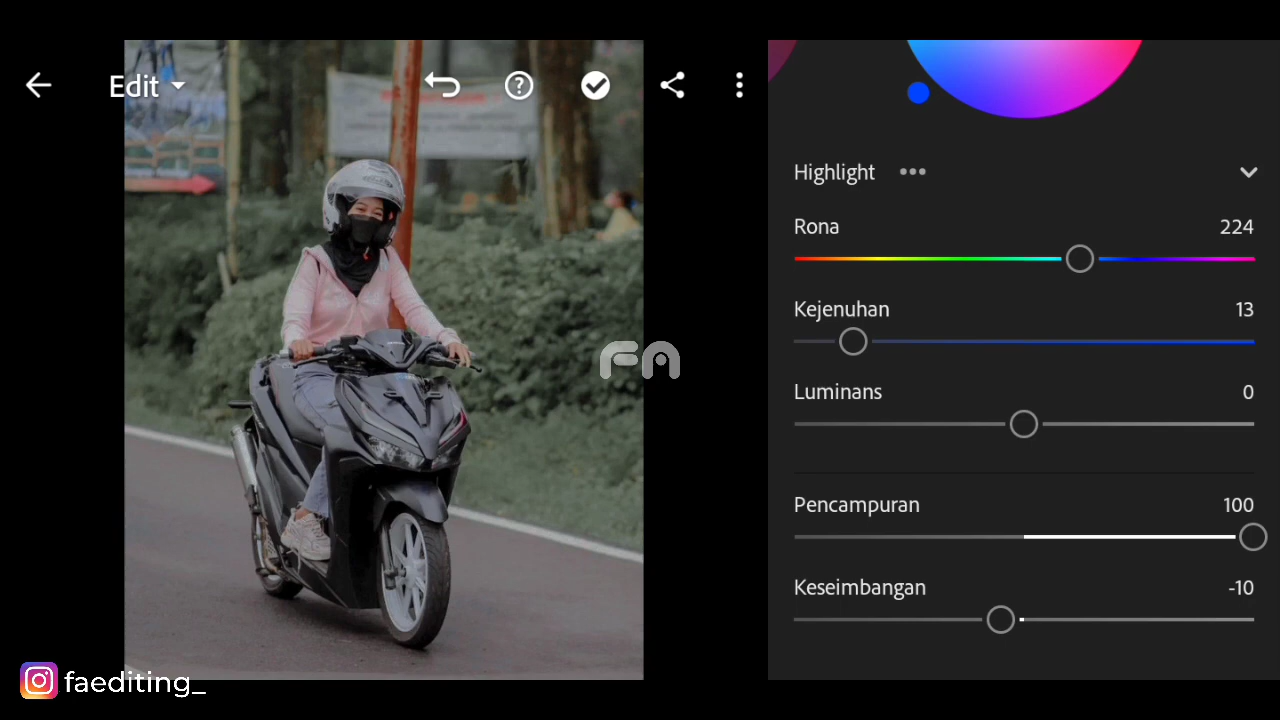 Edit
Highlight
Rona 224
Kejenuhan 13
Luminans 0
Pencampuran 100
Keseimbangan -10
FA
faediting_